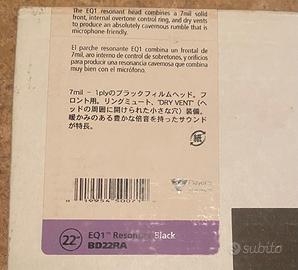 The EQ1 resonant head combines a 7mil solid
front, internal overtone control ring, and dry vents
to produce an absolutely cavernous rumble that is
microphone-friendly.
El parche resonante EQ1 combina un frontal de
7mil, aro interno de control de sobretonos, y orificios
para producir una resonancia cavernosa que combina
muy bien con el micrófono.
7mil - 1plyのブラックフィルムヘッド。フ
ロント用。リングミュート、"DRY VENT"(ヘ
ッドの周囲に開けられた小さな穴)装備。
暖かみのある豊かな倍音を持ったサウンド
が特長。
紙
22"
EQ1™ Resonant Black
BD22RA
subito